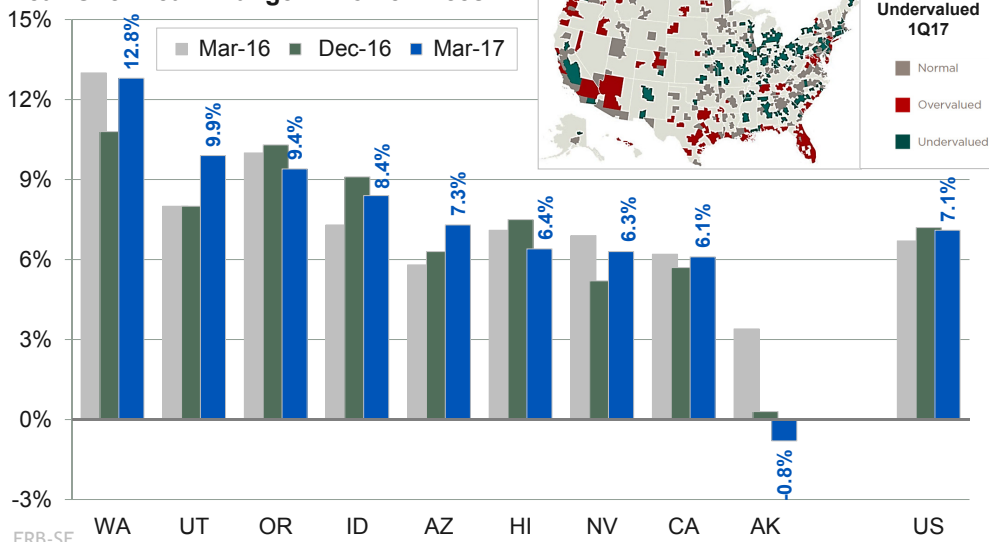 Undervalued
1Q17
Normal
Overvalued
Undervalued
15%
12%
9%
6%
3%
0%
-3%
Mar-16 Dec-16 Mar-17
12.8%
9.9%
9.4%
8.4%
7.3%
6.4%
6.3%
6.1%
-0.8%
7.1%
WA UT OR ID AZ HI NV CA AK US